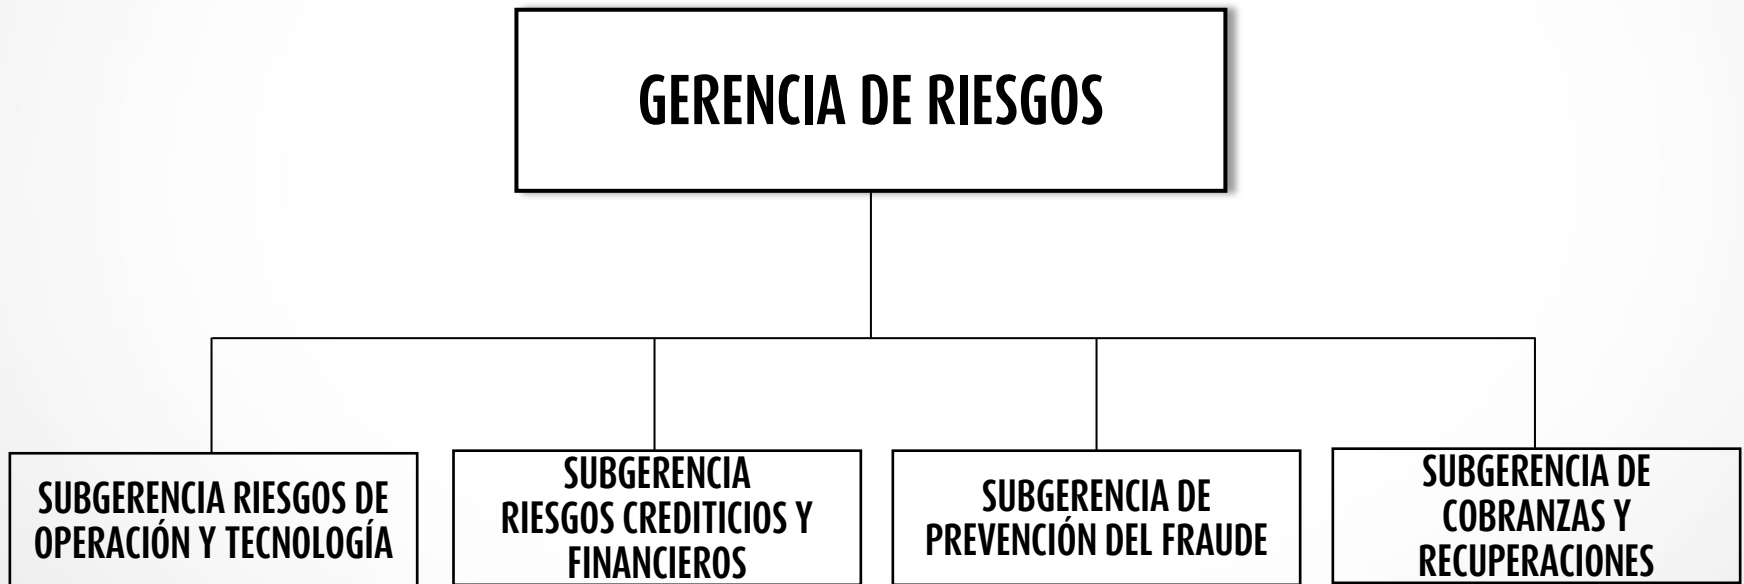 GERENCIA DE RIESGOS
SUBGERENCIA RIESGOS DE
OPERACIÓN Y TECNOLOGÍA
SUBGERENCIA
RIESGOS CREDITICIOS Y
FINANCIEROS
SUBGERENCIA DE
PREVENCIÓN DEL FRAUDE
SUBGERENCIA DE
COBRANZAS Y
RECUPERACIONES